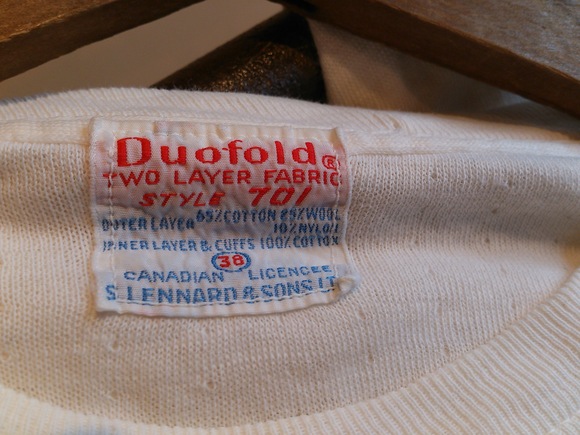 Duofold®
TWO LAYER FABRIC
STYLE 701
65% COTTON 25% WOOL
OUTER LAYER 10% NYLON
INNER LAYER & CUFFS 100% COTTON
38
CANADIAN LICENCEE
S. LENNARD & SONS LT